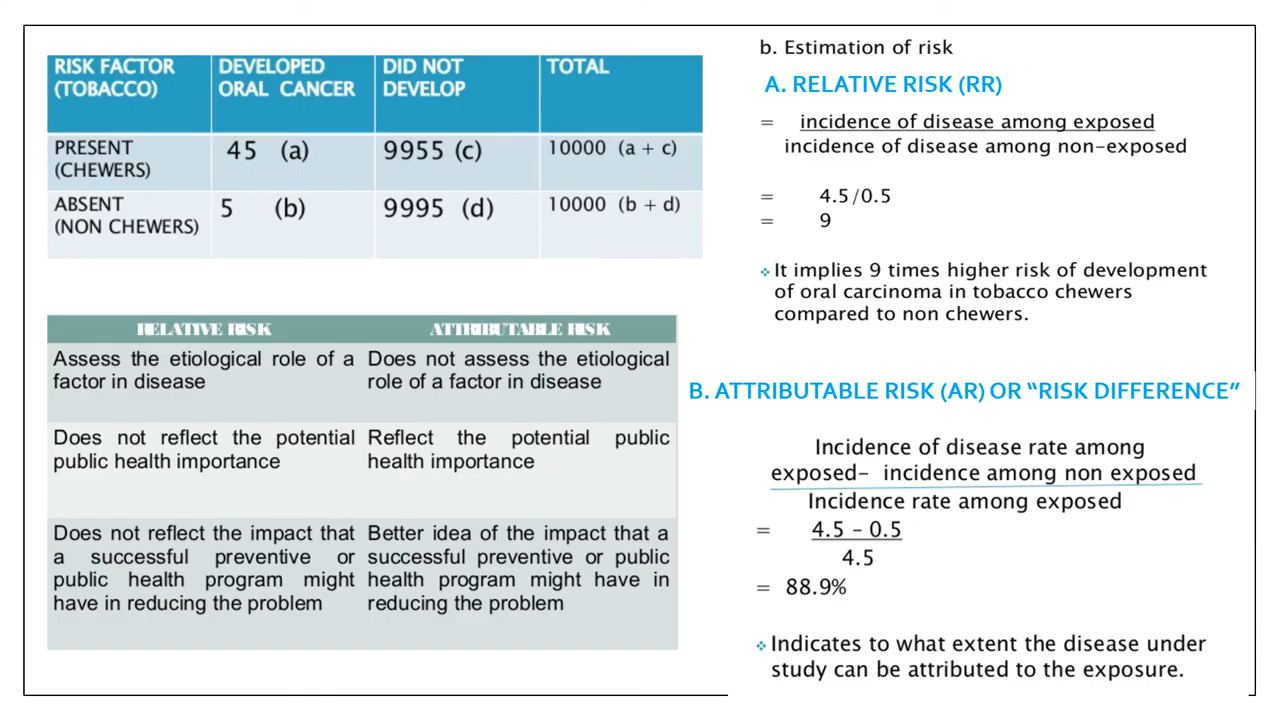 RISK FACTOR (TOBACCO) DEVELOPED ORAL CANCER DID NOT DEVELOP TOTAL
PRESENT (CHEWERS) 45 (a) 9955 (c) 10000 (a + c)
ABSENT (NON CHEWERS) 5 (b) 9995 (d) 10000 (b + d)
RELATIVE RISK ATTRIBUTABLE RISK
Assess the etiological role of a factor in disease
Does not assess the etiological role of a factor in disease
Does not reflect the potential public health importance
Reflect the potential public health importance
Does not reflect the impact that a successful preventive or public health program might have in reducing the problem
Better idea of the impact that a successful preventive or public health program might have in reducing the problem
b. Estimation of risk
A. RELATIVE RISK (RR)
= incidence of disease among exposed
incidence of disease among non-exposed
= 4.5/0.5
= 9
❖ It implies 9 times higher risk of development
of oral carcinoma in tobacco chewers
compared to non chewers.
B. ATTRIBUTABLE RISK (AR) OR “RISK DIFFERENCE”
Incidence of disease rate among
exposed– incidence among non exposed
Incidence rate among exposed
= 4.5 – 0.5
4.5
= 88.9%
❖ Indicates to what extent the disease under
study can be attributed to the exposure.